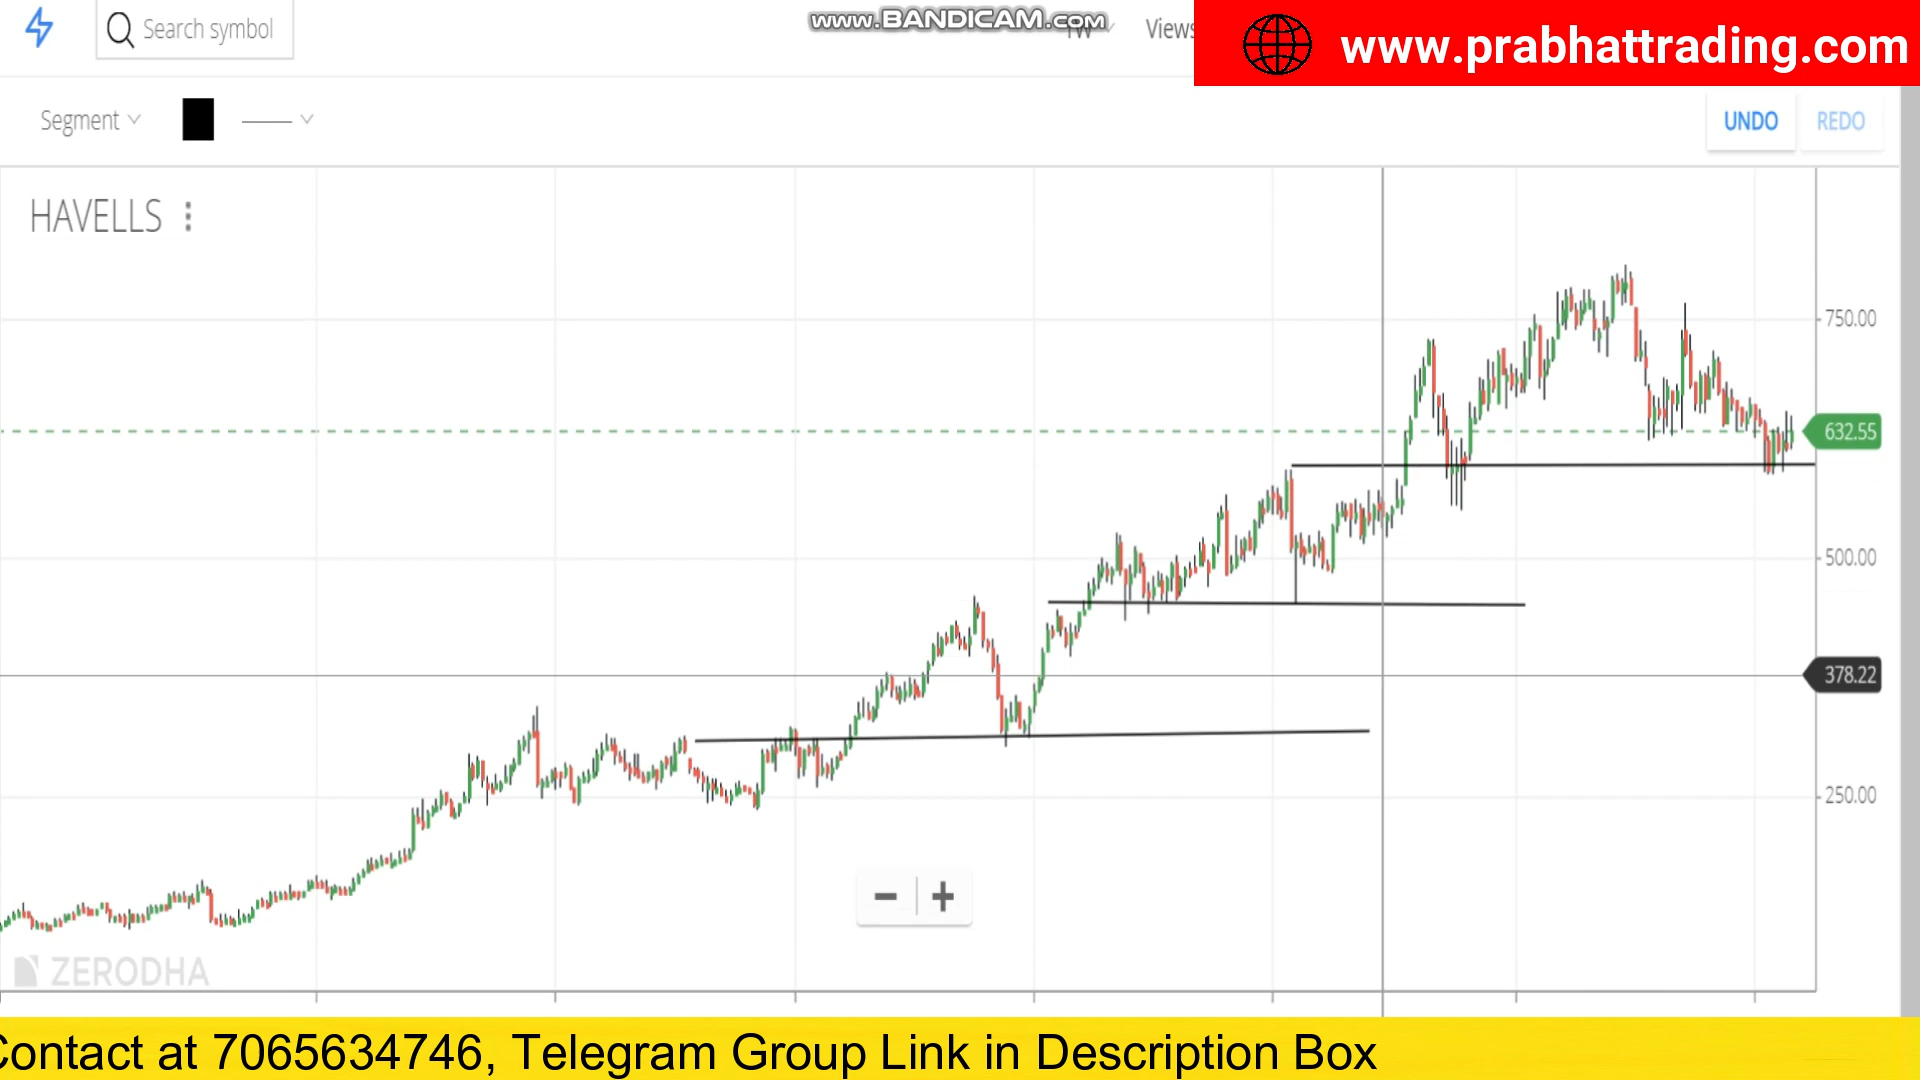 Search symbol
www.BANDICAM.com
1W
Views
www.prabhattrading.com
Segment
UNDO
REDO
HAVELLS
750.00
632.55
500.00
378.22
250.00
ZERODHA
Contact at 7065634746, Telegram Group Link in Description Box